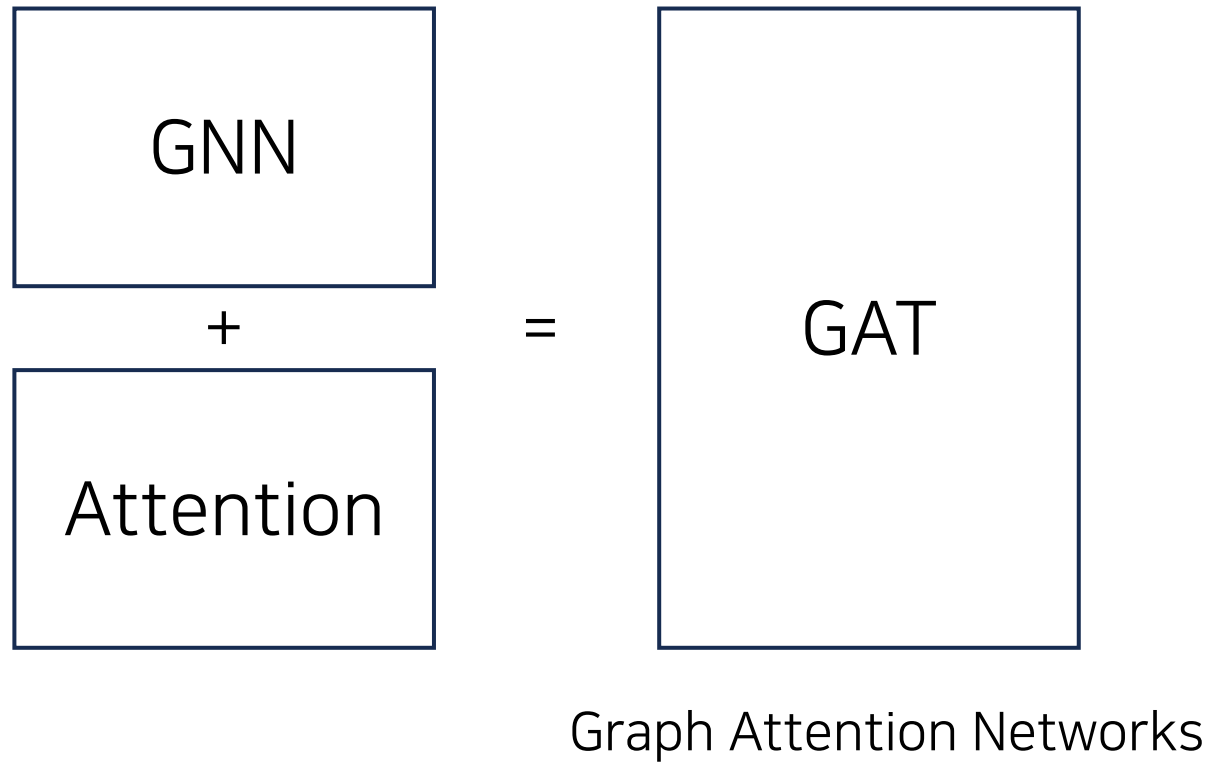 GNN
+
=
GAT
Attention
Graph Attention Networks